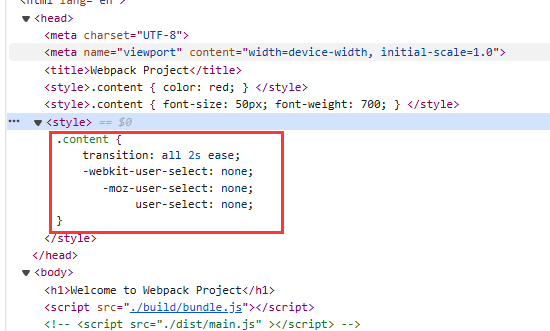 <html lang="en">
<head>
<meta charset="UTF-8">
<meta name="viewport" content="width=device-width, initial-scale=1.0">
<title>Webpack Project</title>
<style>.content { color: red; } </style>
<style>.content { font-size: 50px; font-weight: 700; } </style>
<style> == $0
.content {
transition: all 2s ease;
-webkit-user-select: none;
-moz-user-select: none;
user-select: none;
}
</style>
</head>
<body>
<h1>Welcome to Webpack Project</h1>
<script src="./build/bundle.js"></script>
<!-- <script src="./dist/main.js" ></script> -->